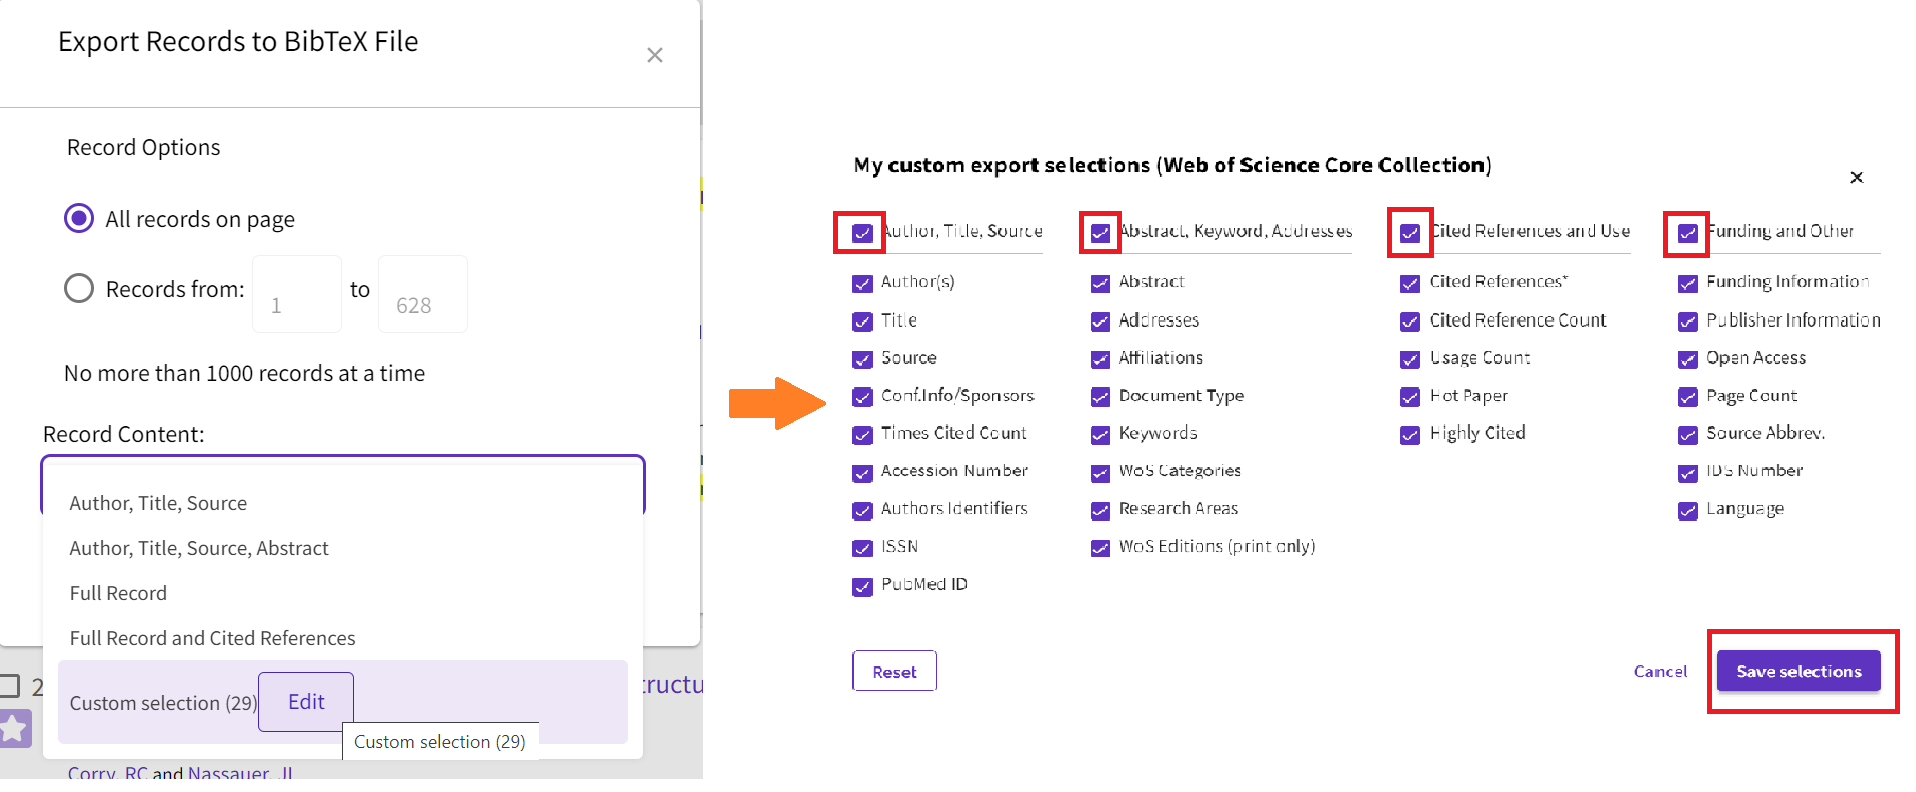 Export Records to BibTeX File
Record Options
All records on page
Records from: 1 to 628
No more than 1000 records at a time
Record Content:
Author, Title, Source
Author, Title, Source, Abstract
Full Record
Full Record and Cited References
Custom selection (29) Edit
Custom selection (29)
2
tructu
Corry, RC and Nassauer, JI
My custom export selections (Web of Science Core Collection)
Author, Title, Source
Author(s)
Title
Source
Conf.Info/Sponsors
Times Cited Count
Accession Number
Authors Identifiers
ISSN
PubMed ID
Abstract, Keyword, Addresses
Abstract
Addresses
Affiliations
Document Type
Keywords
WoS Categories
Research Areas
WoS Editions (print only)
Cited References and Use
Cited References*
Cited Reference Count
Usage Count
Hot Paper
Highly Cited
Funding and Other
Funding Information
Publisher Information
Open Access
Page Count
Source Abbrev.
IDS Number
Language
Reset
Cancel
Save selections